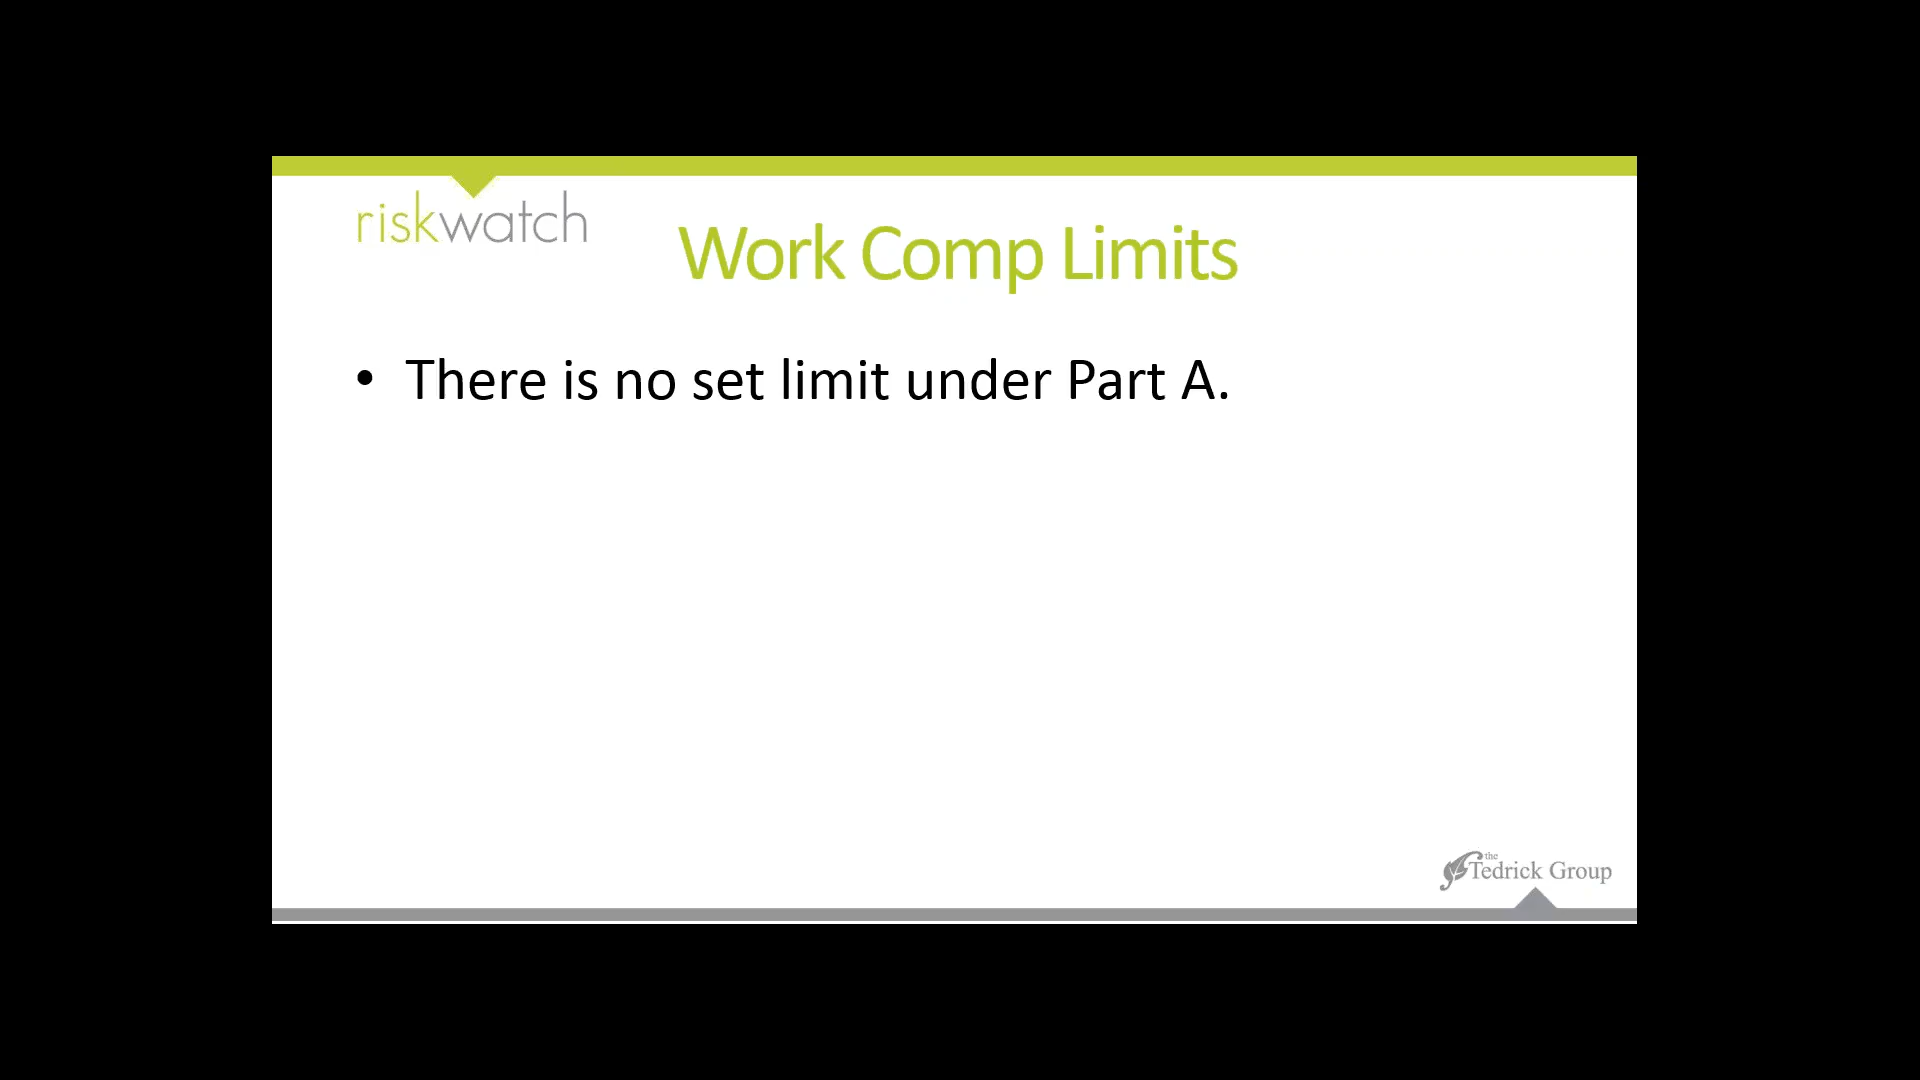 riskwatch
Work Comp Limits
• There is no set limit under Part A.
the
Tedrick Group